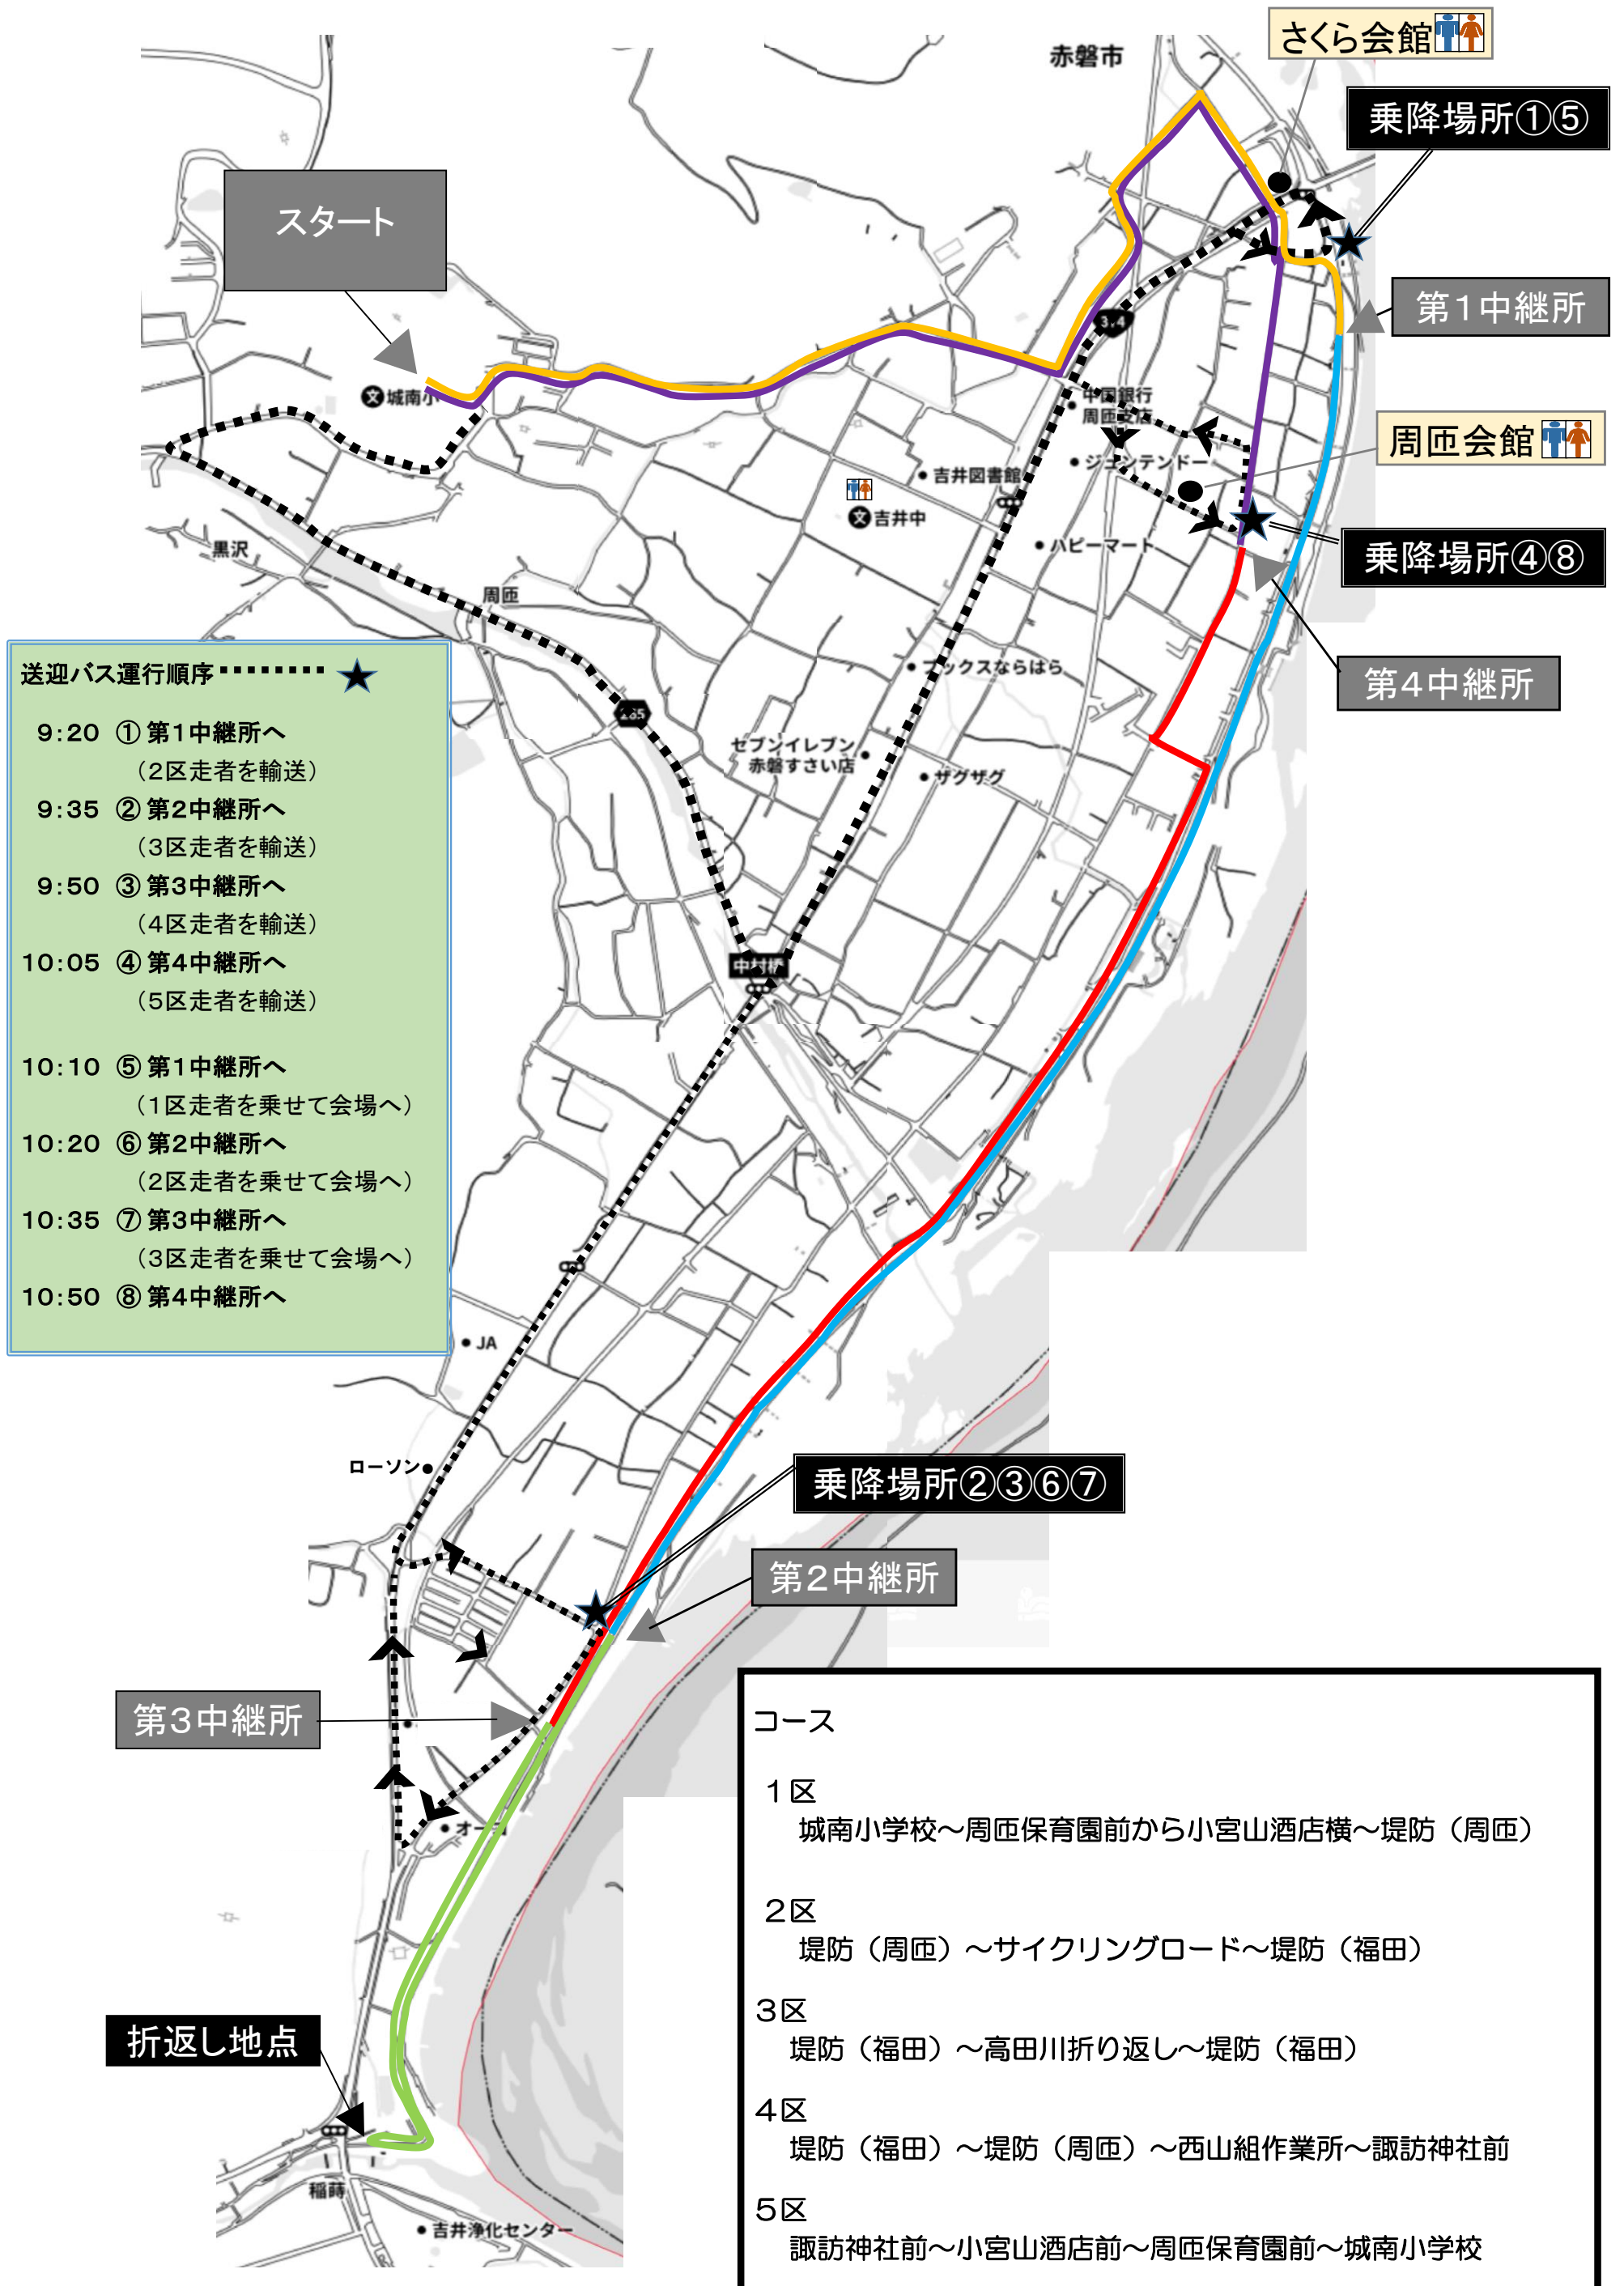 さくら会館
赤磐市
乗降場所①⑤
スタート
第1中継所
374
城南小
中国銀行
周匝支店
周匝会館
ジュンテンドー
吉井図書館
吉井中
ハピーマート
乗降場所④⑧
黒沢
周匝
ブックスならはら
第4中継所
送迎バス運行順序
9:20 ①第1中継所へ
（2区走者を輸送）
9:35 ②第2中継所へ
（3区走者を輸送）
9:50 ③第3中継所へ
（4区走者を輸送）
10:05 ④第4中継所へ
（5区走者を輸送）
10:10 ⑤第1中継所へ
（1区走者を乗せて会場へ）
10:20 ⑥第2中継所へ
（2区走者を乗せて会場へ）
10:35 ⑦第3中継所へ
（3区走者を乗せて会場へ）
10:50 ⑧第4中継所へ
セブンイレブン
赤磐すさい店
ザグザグ
中村橋
JA
ローソン
乗降場所②③⑥⑦
第2中継所
第3中継所
折返し地点
稲蒔
吉井浄化センター
コース
1区
城南小学校～周匝保育園前から小宮山酒店横～堤防（周匝）
2区
堤防（周匝）～サイクリングロード～堤防（福田）
3区
堤防（福田）～高田川折り返し～堤防（福田）
4区
堤防（福田）～堤防（周匝）～西山組作業所～諏訪神社前
5区
諏訪神社前～小宮山酒店前～周匝保育園前～城南小学校